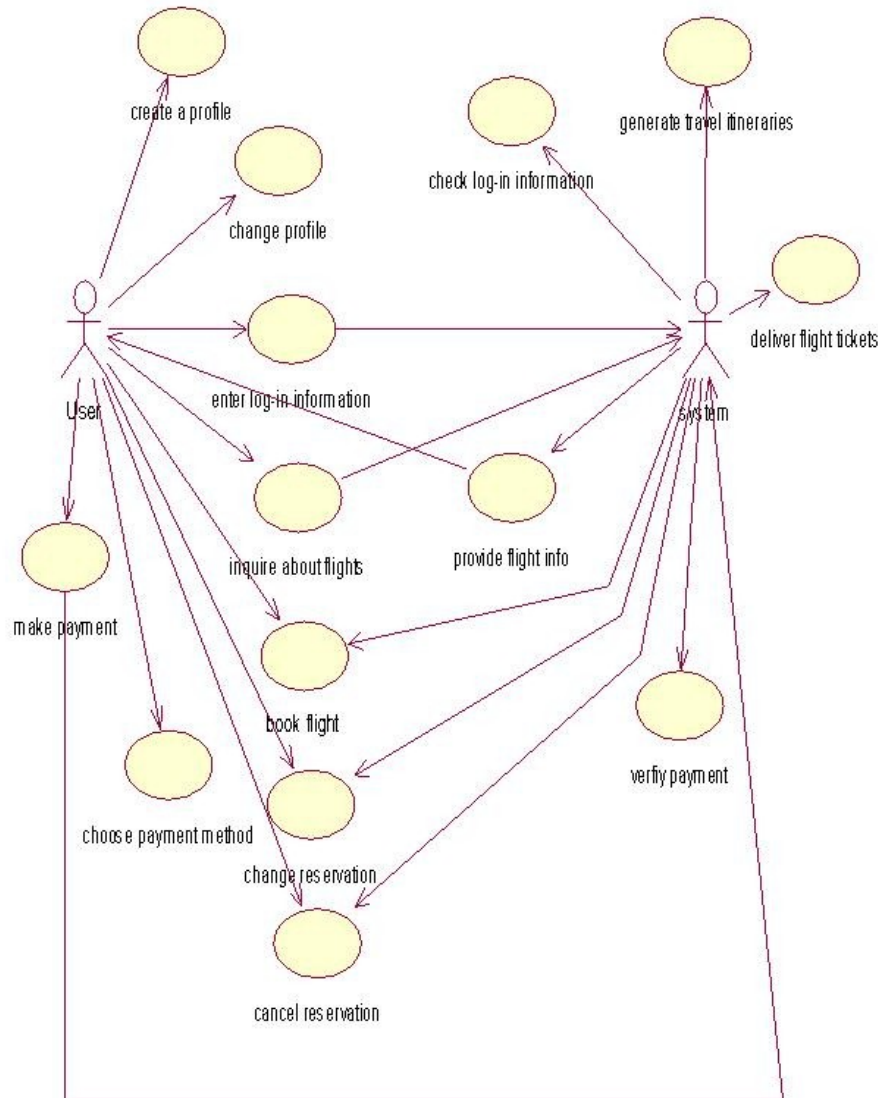 create a profile
generate travel itineraries
check log-in information
change profile
deliver flight tickets
enter log-in information
User
system
inquire about flights
provide flight info
make payment
book flight
verfiy payment
choose payment method
change reservation
cancel reservation